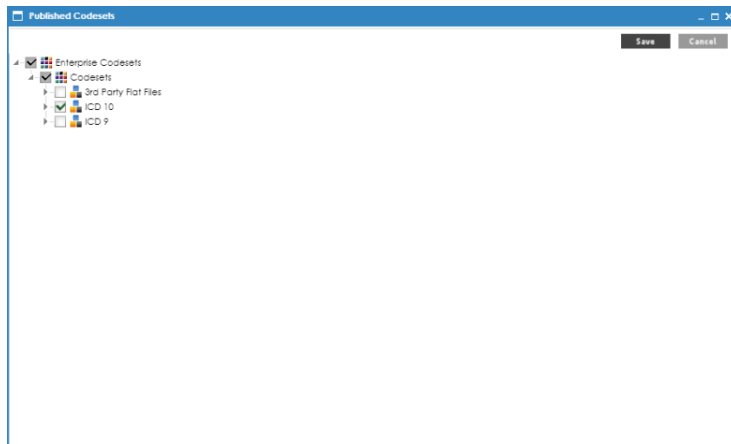 Published Codesets
Save Cancel
Enterprise Codesets
Codesets
3rd Party Flat Files
ICD 10
ICD 9